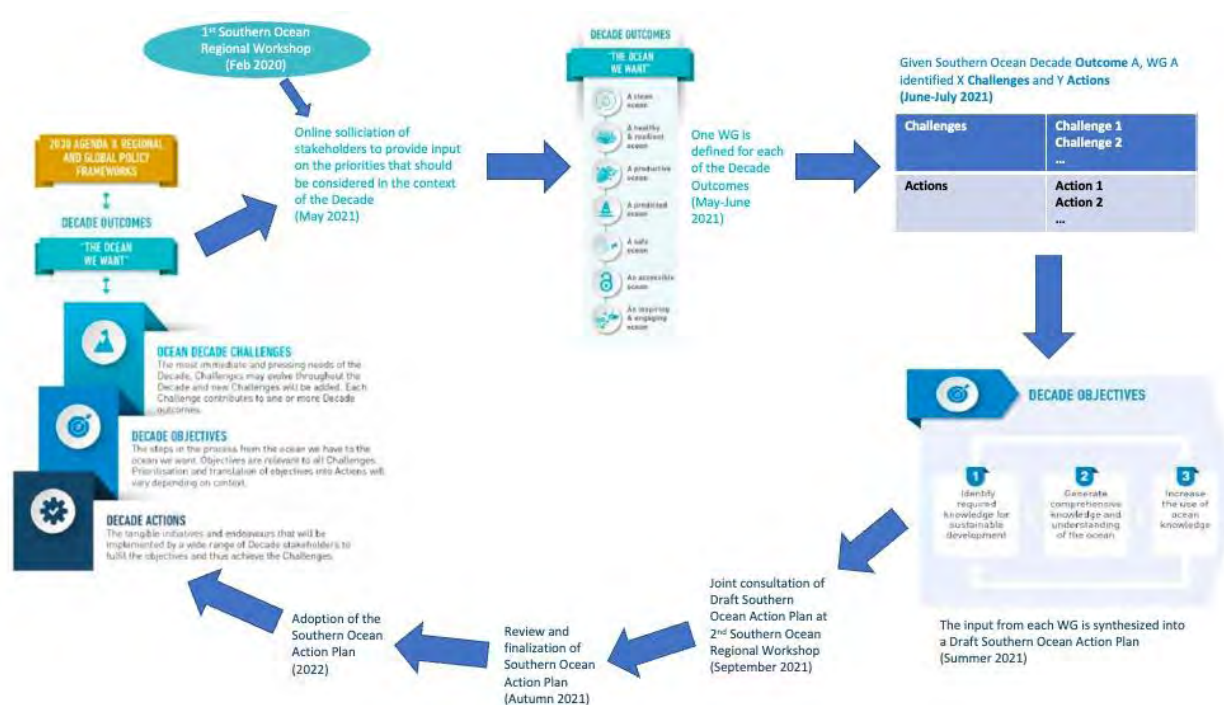 1st Southern Ocean
Regional Workshop
(Feb 2020)
2030 AGENDA & REGIONAL
AND GLOBAL POLICY
FRAMEWORKS
DECADE OUTCOMES
"THE OCEAN
WE WANT"
OCEAN DECADE CHALLENGES
The most immediate and pressing needs of the
Decade. Challenges may evolve throughout the
Decade and new Challenges will be added. Each
Challenge contributes to one or more Decade
outcomes.
DECADE OBJECTIVES
The steps in the process from the ocean we have to the
ocean we want. Objectives are relevant to all Challenges.
Prioritisation and translation of objectives into Actions will
vary depending on context.
DECADE ACTIONS
The tangible initiatives and endeavours that will be
implemented by a wide range of Decade stakeholders to
fulfil the objectives and thus achieve the Challenges.
Online solliciation of
stakeholders to provide input
on the priorities that should
be considered in the context
of the Decade
(May 2021)
DECADE OUTCOMES
"THE OCEAN
WE WANT"
A clean
ocean
A healthy
& resilient
ocean
A productive
ocean
A predicted
ocean
A safe
ocean
An accessible
ocean
An inspiring
& engaging
ocean
One WG is
defined for each
of the Decade
Outcomes
(May-June
2021)
Given Southern Ocean Decade Outcome A, WG A
identified X Challenges and Y Actions
(June-July 2021)
Challenges
Challenge 1
Challenge 2
...
Actions
Action 1
Action 2
...
DECADE OBJECTIVES
1
Identify
required
knowledge for
sustainable
development
2
Generate
comprehensive
knowledge and
understanding
of the ocean
3
Increase
the use of
ocean
knowledge
The input from each WG is synthesized into
a Draft Southern Ocean Action Plan
(Summer 2021)
Joint consultation of
Draft Southern
Ocean Action Plan at
2nd Southern Ocean
Regional Workshop
(September 2021)
Review and
finalization of
Southern Ocean
Action Plan
(Autumn 2021)
Adoption of the
Southern Ocean
Action Plan
(2022)